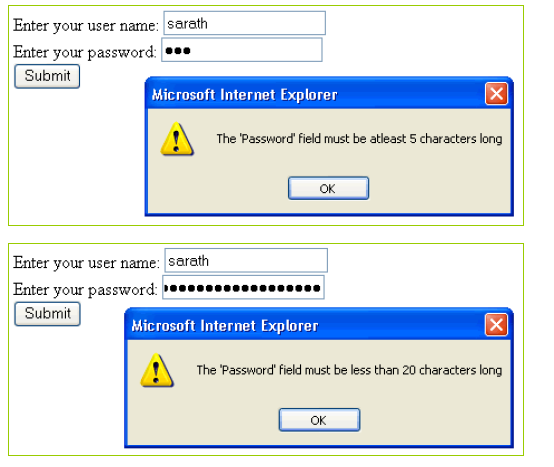 Enter your user name: sarath
Enter your password: •••
Submit
Microsoft Internet Explorer
The 'Password' field must be atleast 5 characters long
OK
Enter your user name: sarath
Enter your password: ••••••••••••••••••
Submit
Microsoft Internet Explorer
The 'Password' field must be less than 20 characters long
OK